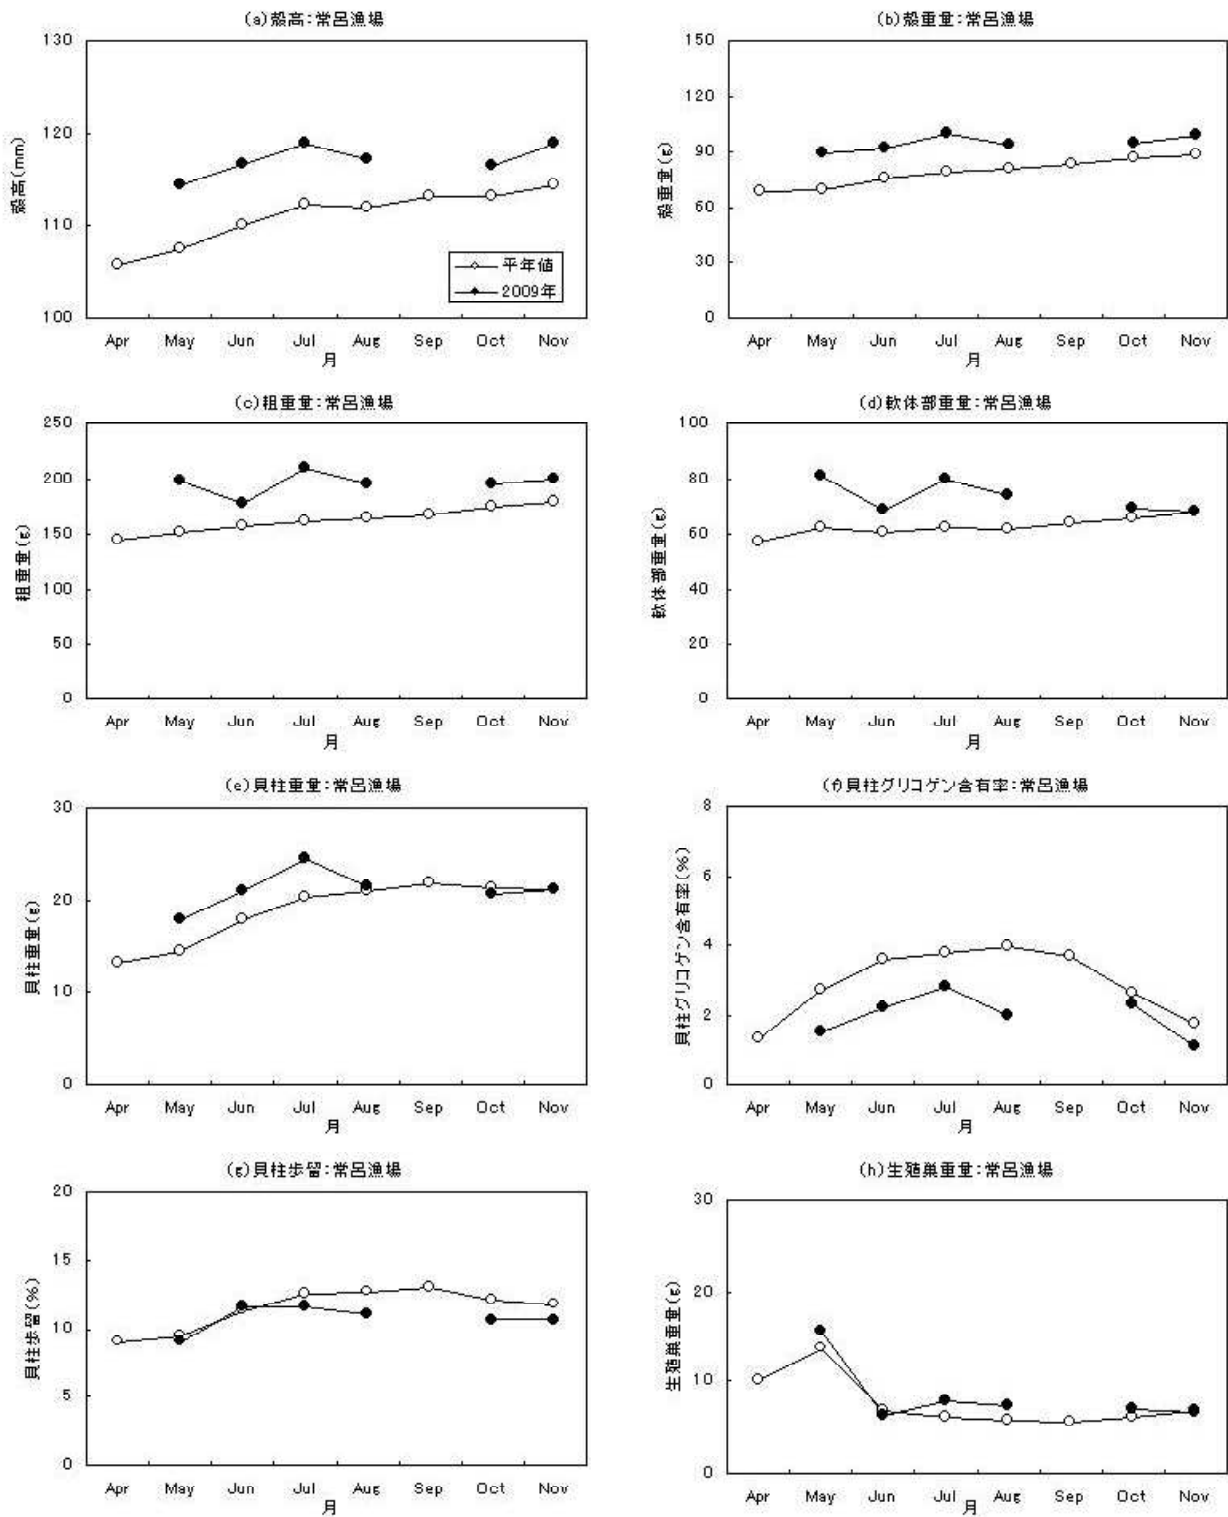 (a)殻高:常呂漁場
130
120
110
100
殻高(mm)
平年値
2009年
Apr May Jun Jul Aug Sep Oct Nov
月
(b)殻重量:常呂漁場
150
120
90
60
30
0
殻重量(g)
Apr May Jun Jul Aug Sep Oct Nov
月
(c)粗重量:常呂漁場
250
200
150
100
50
0
粗重量(g)
Apr May Jun Jul Aug Sep Oct Nov
月
(d)軟体部重量:常呂漁場
100
80
60
40
20
0
軟体部重量(g)
Apr May Jun Jul Aug Sep Oct Nov
月
(e)貝柱重量:常呂漁場
30
20
10
0
貝柱重量(g)
Apr May Jun Jul Aug Sep Oct Nov
月
(f)貝柱グリコゲン含有率:常呂漁場
8
6
4
2
0
貝柱グリコゲン含有率(%)
Apr May Jun Jul Aug Sep Oct Nov
月
(g)貝柱歩留:常呂漁場
20
15
10
5
0
貝柱歩留(%)
Apr May Jun Jul Aug Sep Oct Nov
月
(h)生殖巣重量:常呂漁場
30
20
10
0
生殖巣重量(g)
Apr May Jun Jul Aug Sep Oct Nov
月